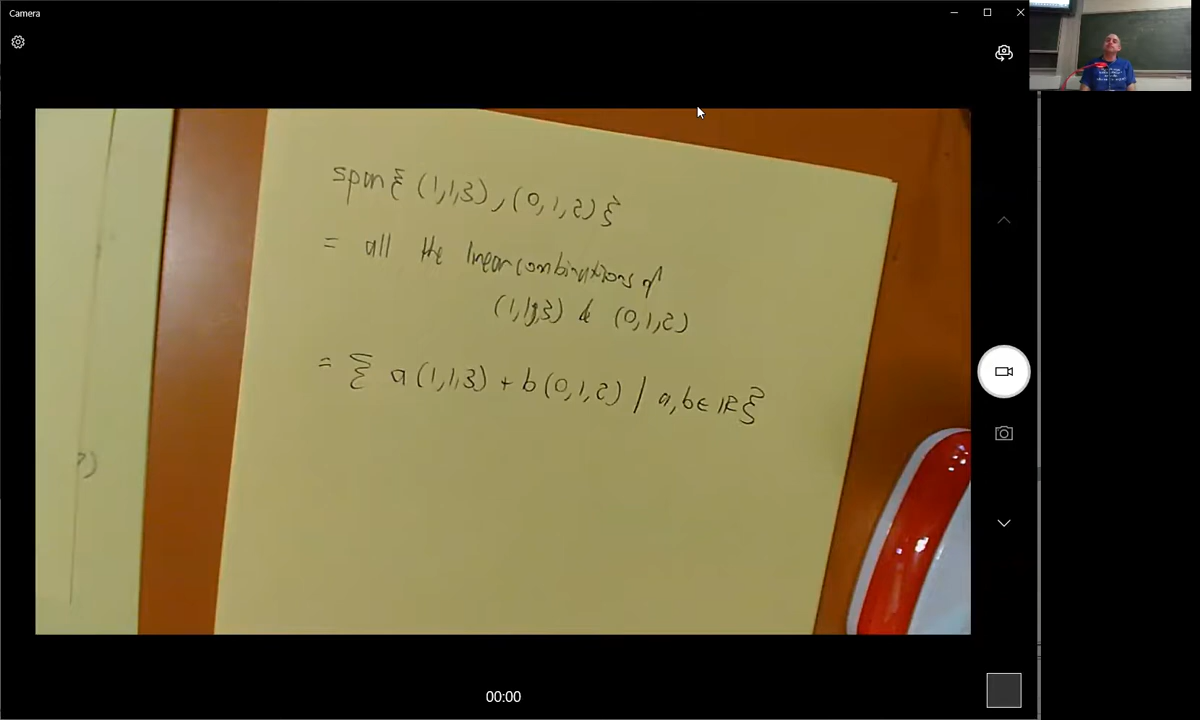 Camera
span{ (1,1,3), (0,1,2) }
= all the linear combinations of
(1,1,3) & (0,1,2)
= { a(1,1,3) + b(0,1,2) | a,b ∈ ℝ }
00:00